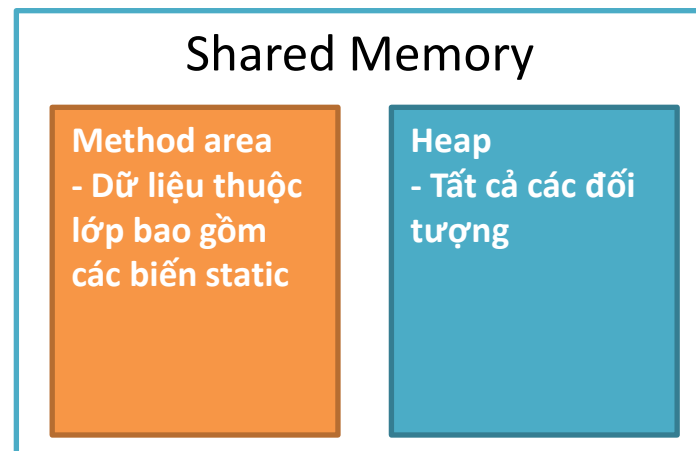 Shared Memory
Method area
- Dữ liệu thuộc
lớp bao gồm
các biến static
Heap
- Tất cả các đối
tượng